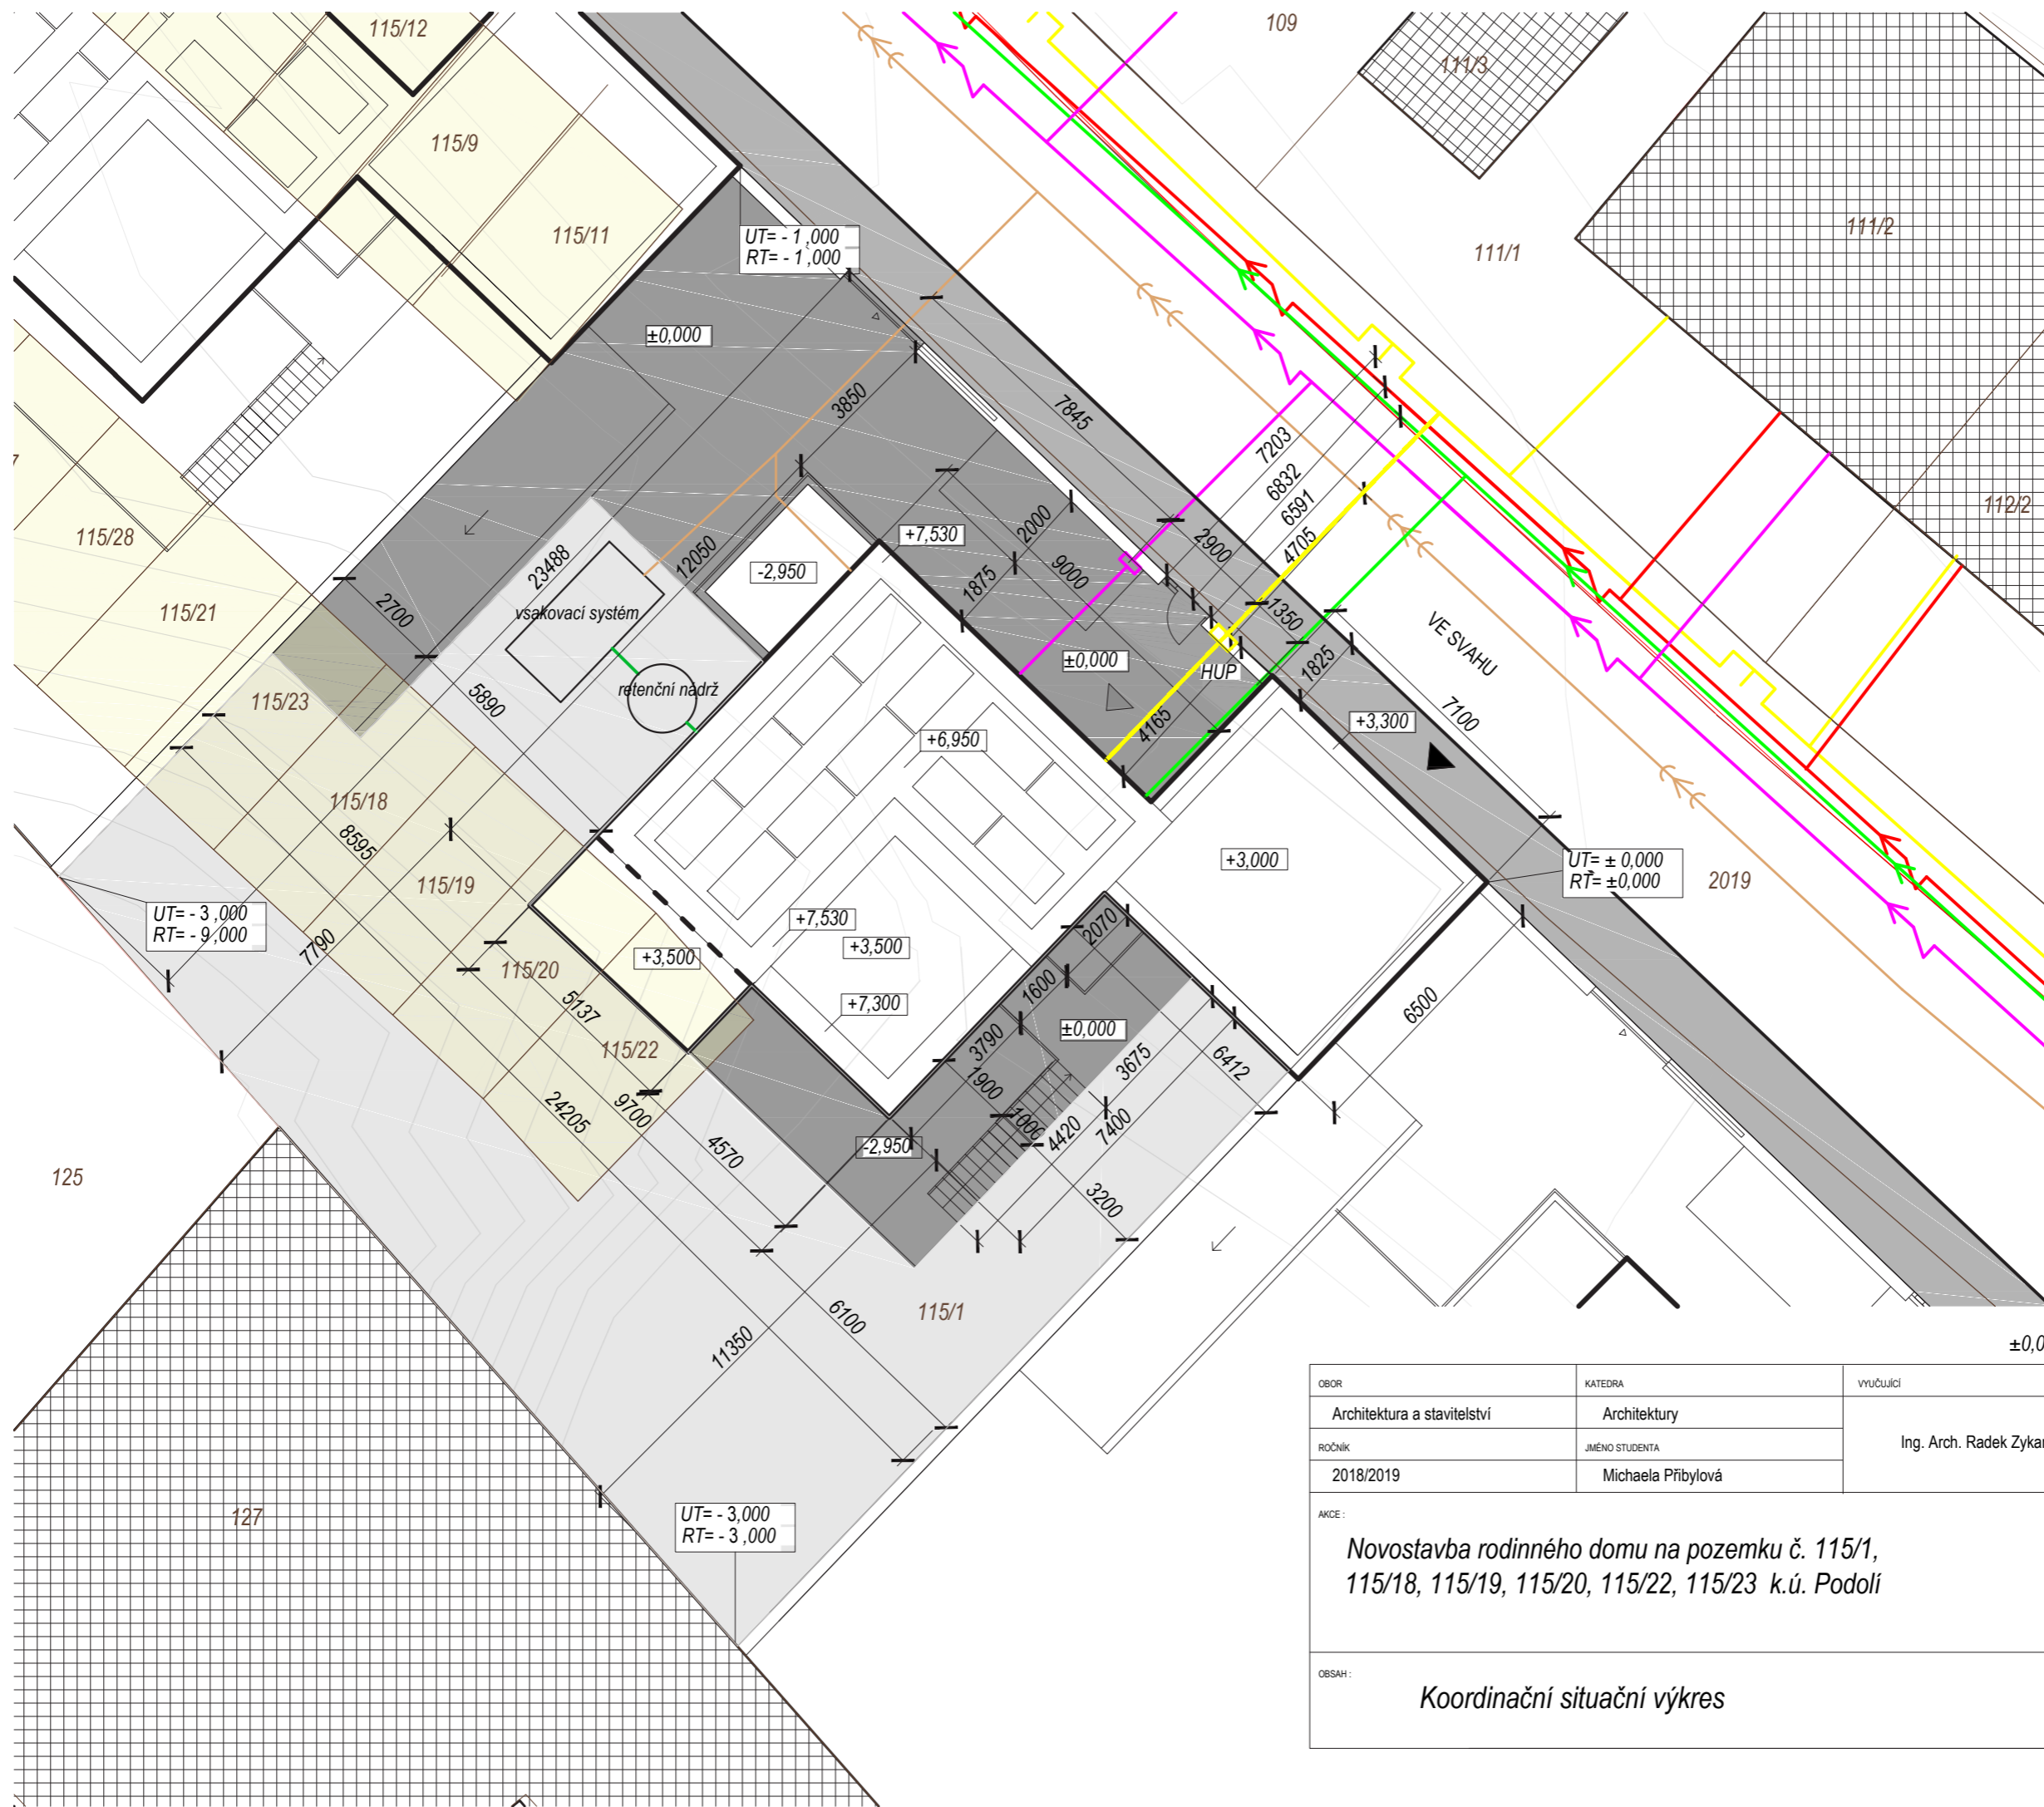 115/12
109
111/3
115/9
115/11
111/2
111/1
UT= - 1 ,000
RT= - 1 ,000
±0,000
3850
7845
7203
6832
6591
4705
2900
112/2
115/28
+7,530
2000
9000
1875
12050
-2,950
23488
vsakovací systém
2700
115/21
1350
VE SVAHU
±0,000
1825
HUP
115/23
5890
retenční nádrž
4165
+3,300
7100
+6,950
115/18
8595
115/19
+3,000
UT= ± 0,000
RT= ±0,000
2019
UT= - 3 ,000
RT= - 9 ,000
7790
+7,530
+3,500
2070
+3,500
115/20
1600
+7,300
5137
6500
±0,000
115/22
3790
3675
6412
1900
1000
24205
9700
4570
4420
7400
-2,950
125
3200
115/1
6100
11350
127
UT= - 3,000
RT= - 3 ,000
OBOR
KATEDRA
VYUČUJÍCÍ
Architektura a stavitelství
Architektury
ROČNÍK
JMÉNO STUDENTA
Ing. Arch. Radek Zykan
2018/2019
Michaela Přibylová
AKCE :
Novostavba rodinného domu na pozemku č. 115/1,
115/18, 115/19, 115/20, 115/22, 115/23 k.ú. Podolí
OBSAH :
Koordinační situační výkres